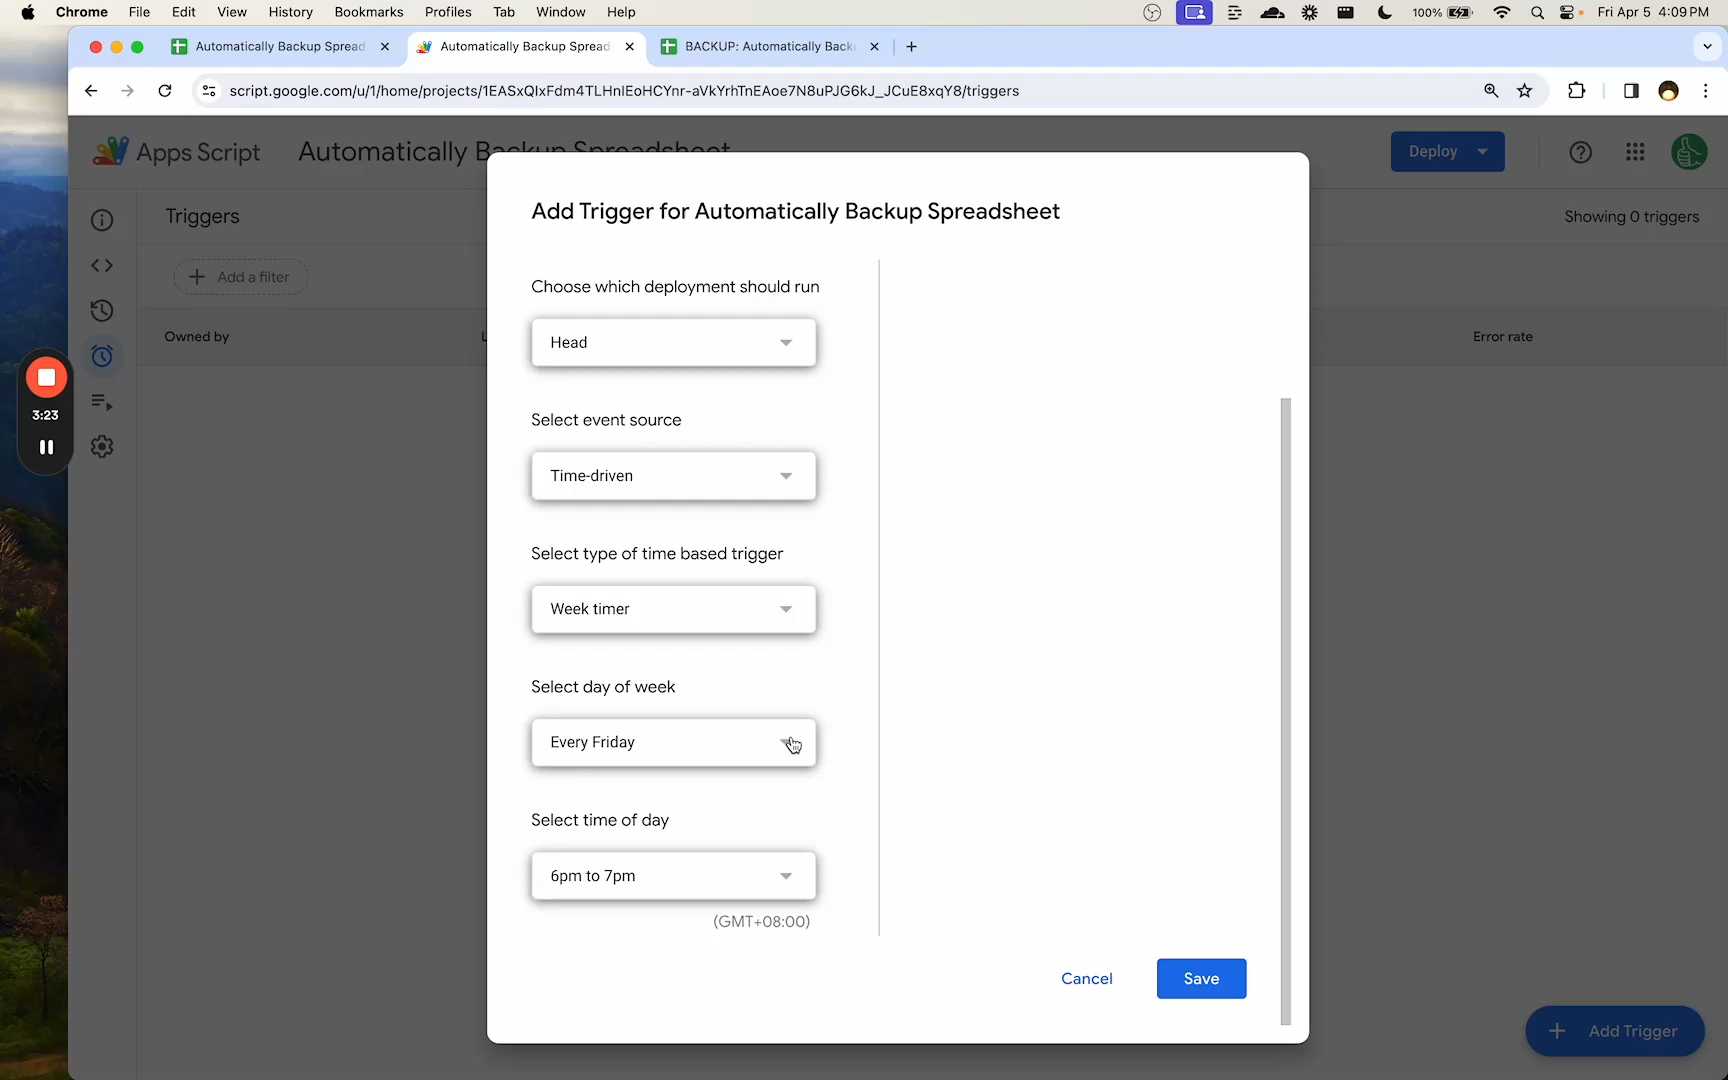 Chrome File Edit View History Bookmarks Profiles Tab Window Help 100% Fri Apr 5 4:09 PM
Automatically Backup Spread Automatically Backup Spread BACKUP: Automatically Back
script.google.com/u/1/home/projects/
Apps Script Automatically Backup Spreadsheet Deploy
Triggers Showing 0 triggers
Add a filter
Owned by L Error rate
3:23
Add Trigger for Automatically Backup Spreadsheet
Choose which deployment should run
Head
Select event source
Time-driven
Select type of time based trigger
Week timer
Select day of week
Every Friday
Select time of day
6pm to 7pm
(GMT+08:00)
Cancel Save
Add Trigger